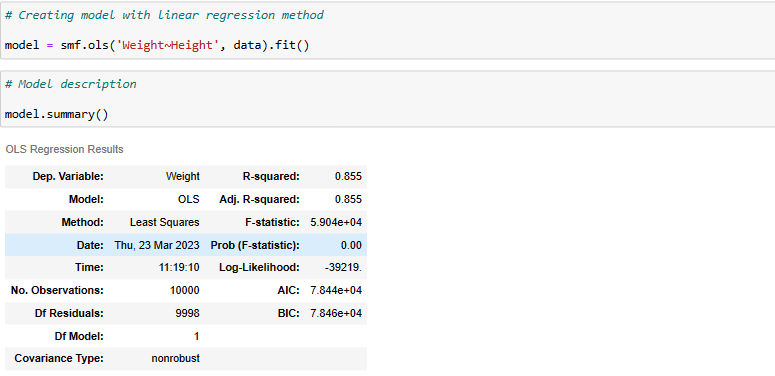 # Creating model with linear regression method
model = smf.ols('Weight~Height', data).fit()
# Model description
model.summary()
OLS Regression Results
Dep. Variable: Weight R-squared: 0.855
Model: OLS Adj. R-squared: 0.855
Method: Least Squares F-statistic: 5.904e+04
Date: Thu, 23 Mar 2023 Prob (F-statistic): 0.00
Time: 11:19:10 Log-Likelihood: -39219.
No. Observations: 10000 AIC: 7.844e+04
Df Residuals: 9998 BIC: 7.846e+04
Df Model: 1
Covariance Type: nonrobust